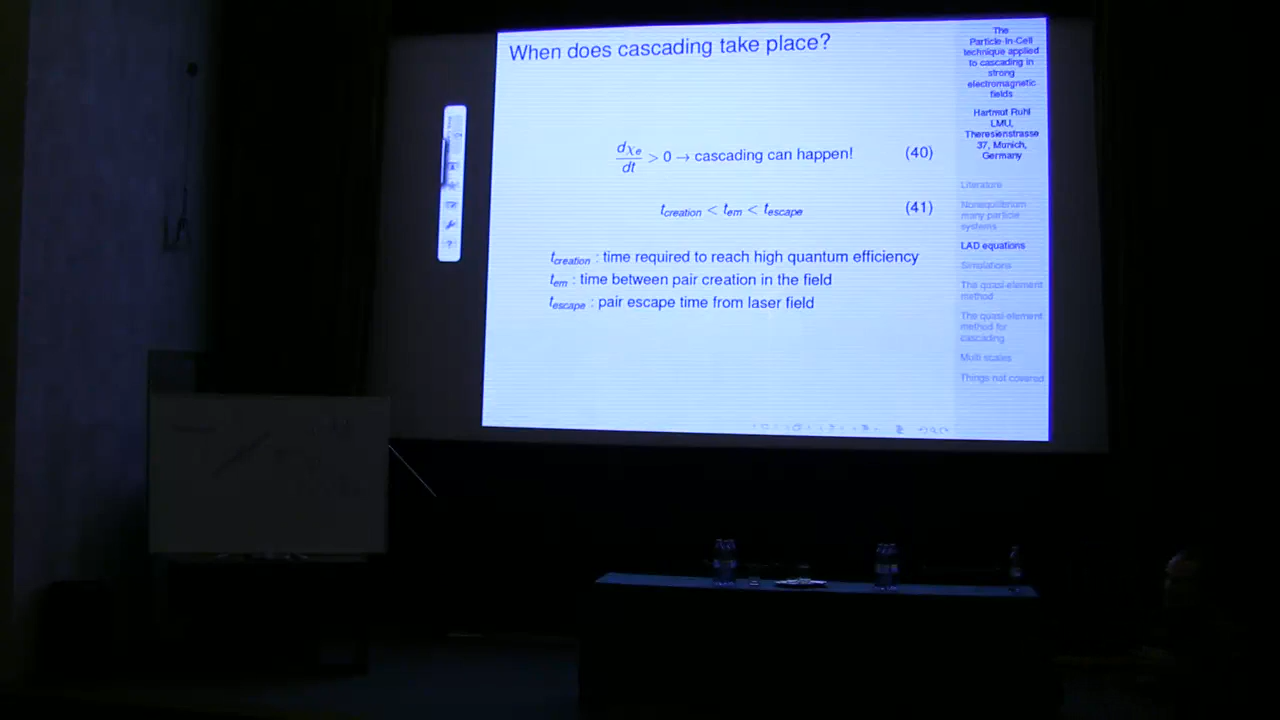 When does cascading take place?
dχe/dt > 0 → cascading can happen! (40)
tcreation < tem < tescape (41)
tcreation : time required to reach high quantum efficiency
tem : time between pair creation in the field
tescape : pair escape time from laser field
The
Particle-In-Cell
technique applied
to cascading in
strong
electromagnetic
fields
Hartmut Ruhl
LMU,
Theresienstrasse
37, Munich,
Germany
Literature
Nonequilibrium
many particle
systems
LAD equations
Simulations
The quasi-element
method
The quasi-element
method for
cascading
Multi scales
Things not covered